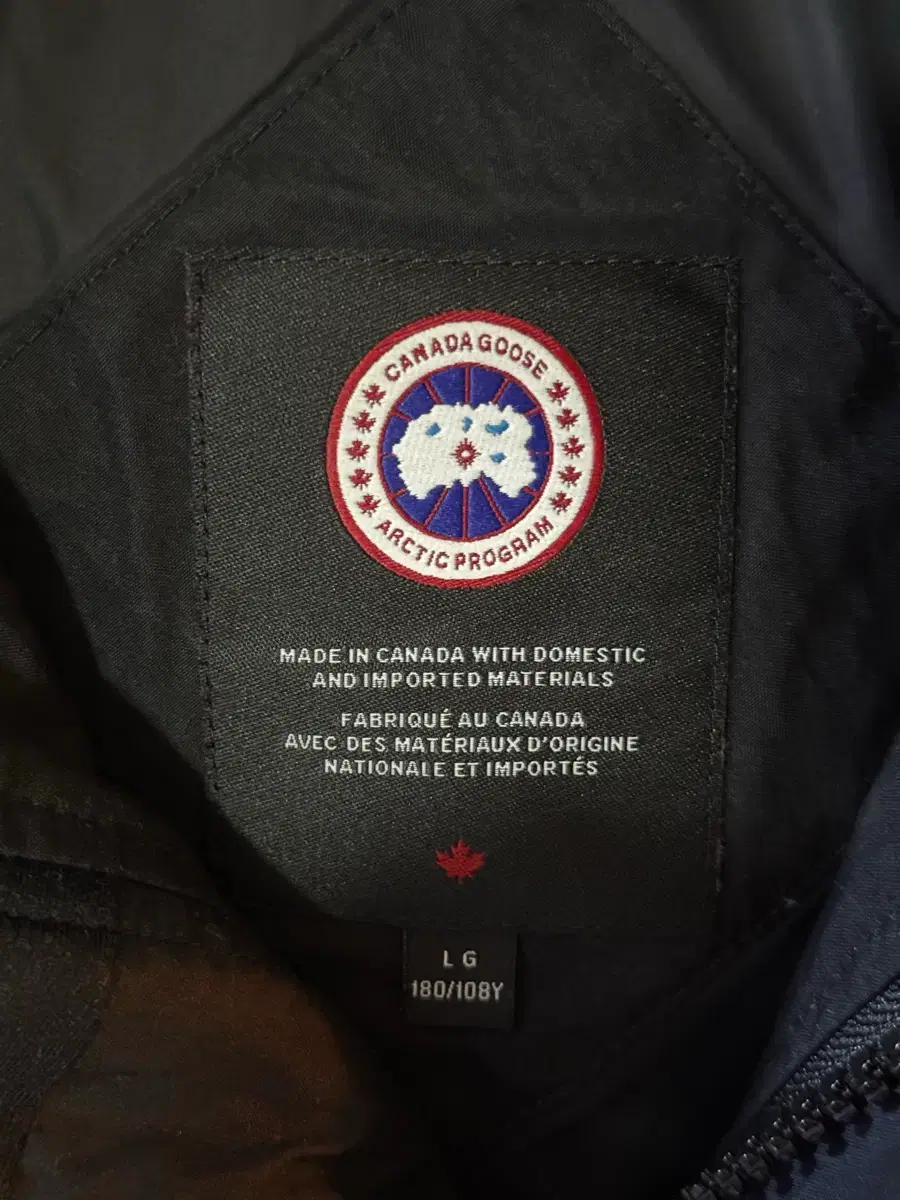 CANADA GOOSE
ARCTIC PROGRAM
MADE IN CANADA WITH DOMESTIC
AND IMPORTED MATERIALS
FABRIQUÉ AU CANADA
AVEC DES MATÉRIAUX D'ORIGINE
NATIONALE ET IMPORTÉS
LG
180/108Y